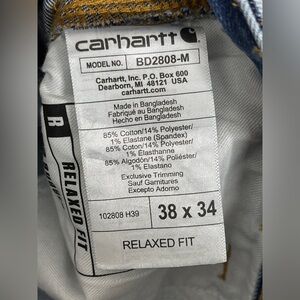 carhartt
MODEL NO. BD2808-M
Carhartt, Inc. P.O. Box 600
Dearborn, MI 48121 USA
carhartt.com
Made in Bangladesh
Fabriqué au Bangladesh
Hecho en Bangladesh
85% Cotton/14% Polyester/
1% Elastane (Spandex)
85% Coton/14% Polyester/
1% Élasthanne
85% Algodón/14% Poliéster/
1% Elastano
Exclusive Trimming
Sauf Garnitures
Excepto Adorno
102808 H39
38 x 34
RELAXED FIT
R
RELAXED FIT